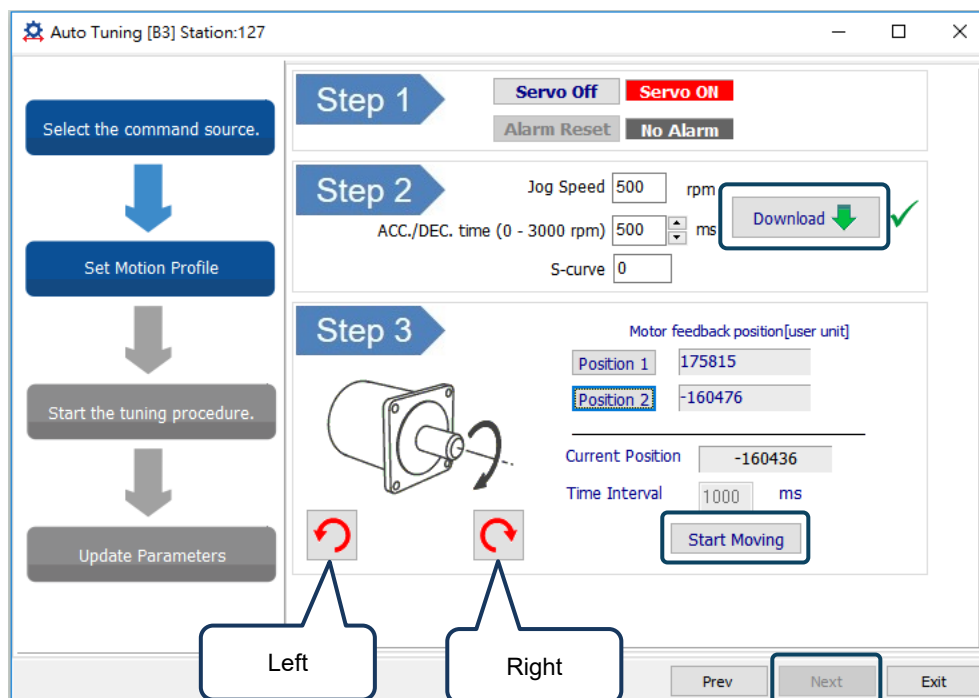 Auto Tuning [B3] Station:127
Select the command source.
Set Motion Profile
Start the tuning procedure.
Update Parameters
Step 1
Servo Off Servo ON
Alarm Reset No Alarm
Step 2
Jog Speed 500 rpm
ACC./DEC. time (0 - 3000 rpm) 500 ms
S-curve 0
Download
Step 3
Motor feedback position[user unit]
Position 1 175815
Position 2 -160476
Current Position -160436
Time Interval 1000 ms
Start Moving
Left
Right
Prev Next Exit